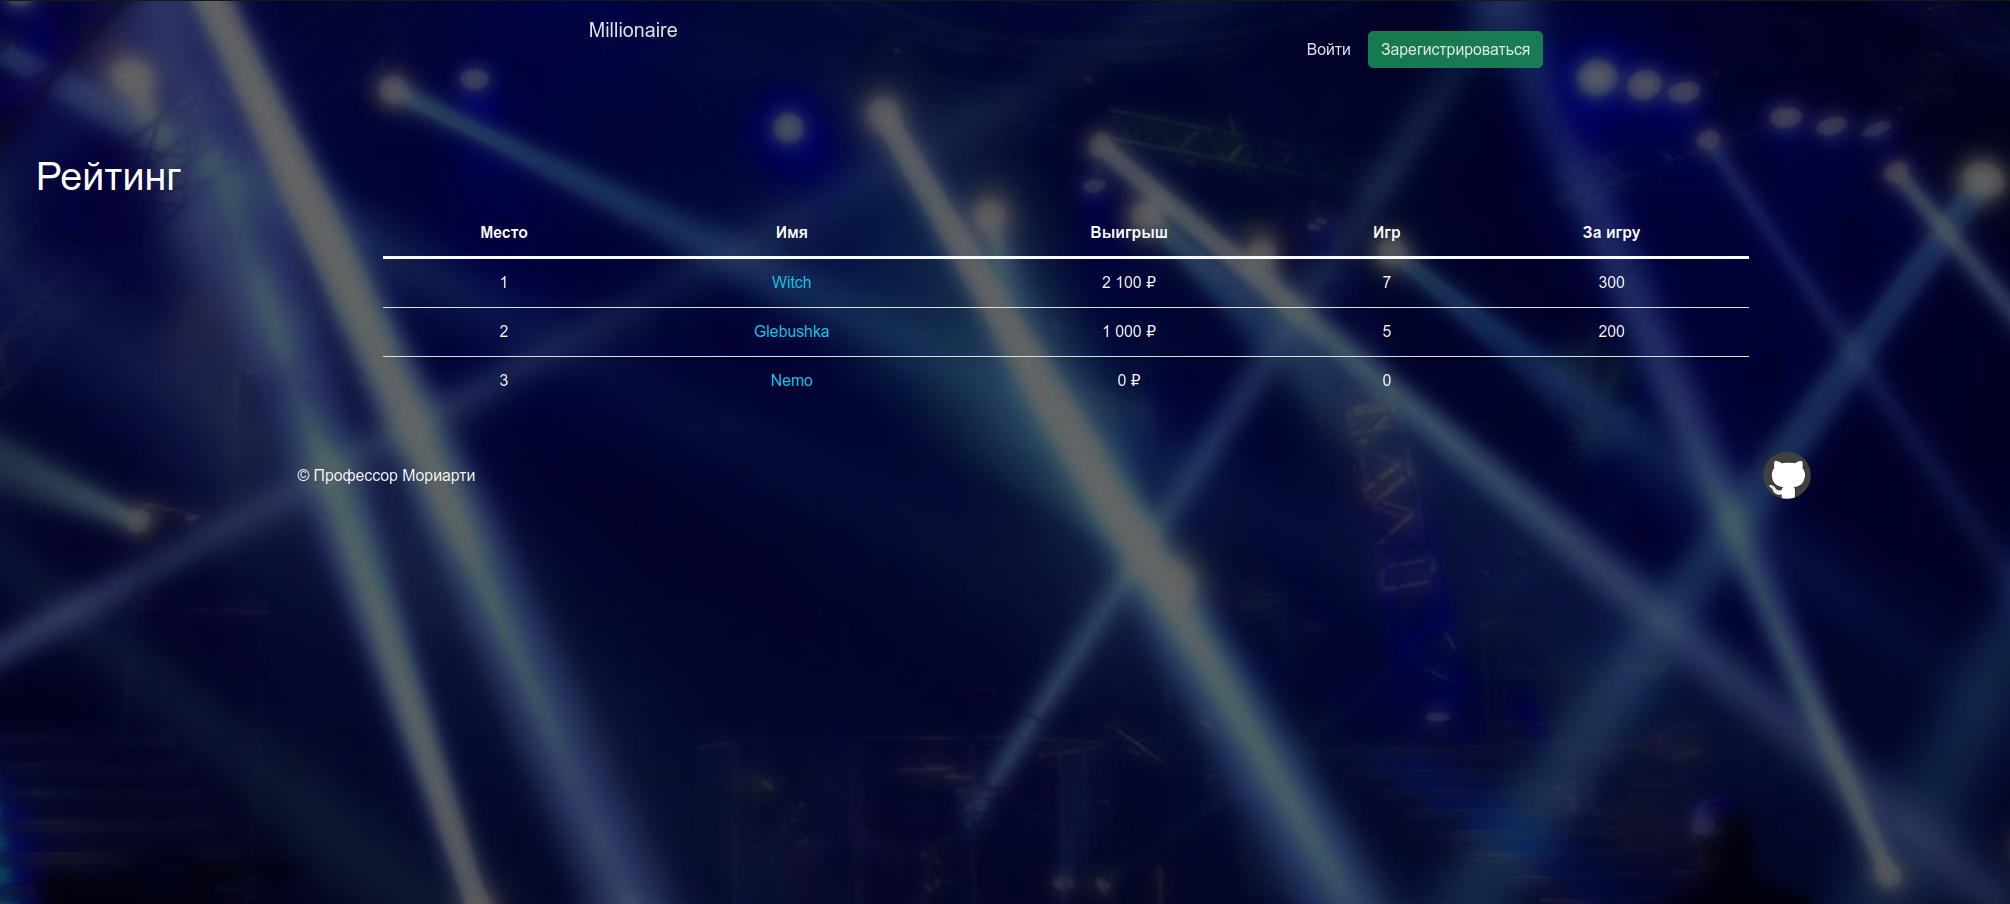 Millionaire
Войти Зарегистрироваться
Рейтинг
Место Имя Выигрыш Игр За игру
1 Witch 2 100 ₽ 7 300
2 Glebushka 1 000 ₽ 5 200
3 Nemo 0 ₽ 0
© Профессор Мориарти